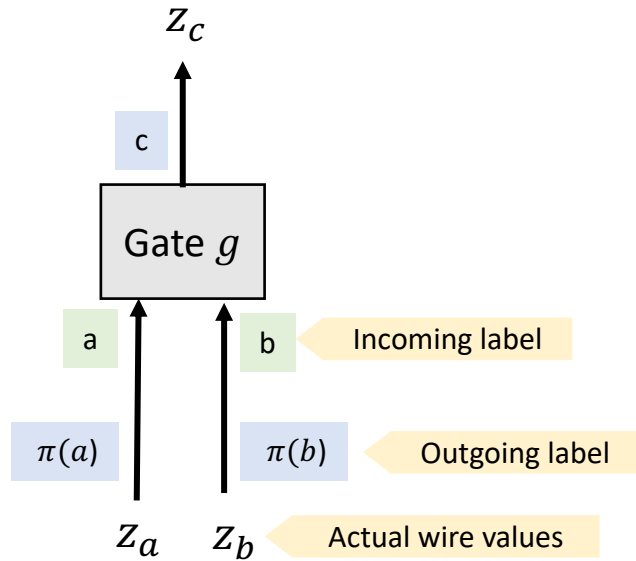 z_c
c
Gate g
a
b
Incoming label
π(a)
π(b)
Outgoing label
z_a
z_b
Actual wire values